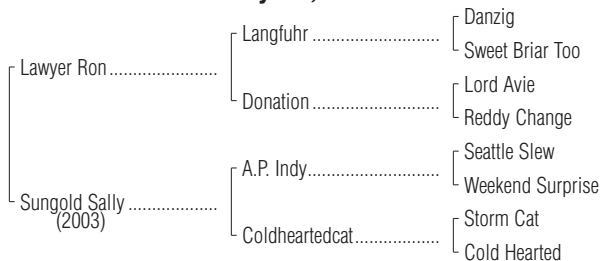 Danzig
Langfuhr ..............................
Sweet Briar Too
Lawyer Ron .........................
Lord Avie
Donation ..............................
Reddy Change
Seattle Slew
A.P. Indy ..............................
Weekend Surprise
Sungold Sally ....................
(2003)
Storm Cat
Coldheartedcat ....................
Cold Hearted